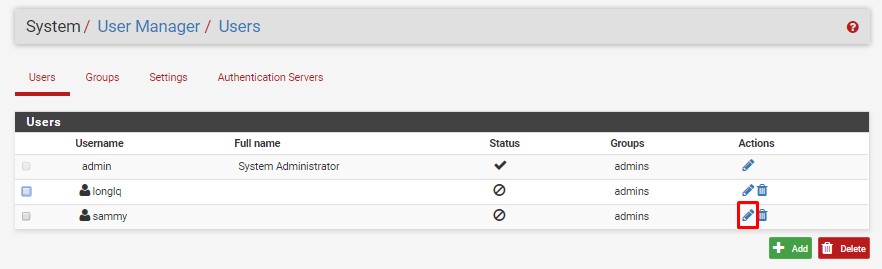 System/ User Manager/ Users
Users Groups Settings Authentication Servers
Users
Username Full name Status Groups Actions
admin System Administrator admins
longlq admins
sammy admins
Add Delete